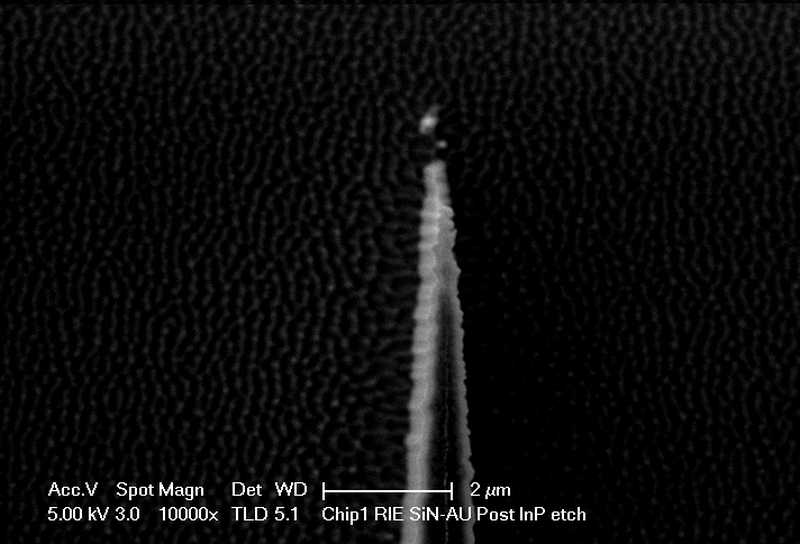 Acc.V Spot Magn Det WD 2 µm
5.00 kV 3.0 10000x TLD 5.1 Chip1 RIE SiN-AU Post InP etch